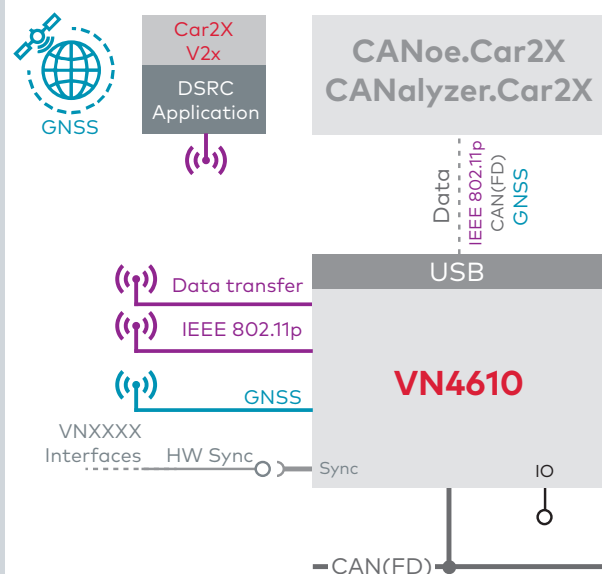 GNSS
Car2X
V2x
DSRC
Application
CANoe.Car2X
CANalyzer.Car2X
Data
IEEE 802.11p
CAN(FD)
GNSS
USB
VN4610
Data transfer
IEEE 802.11p
GNSS
VNXXXX
Interfaces
HW Sync
Sync
IO
CAN(FD)